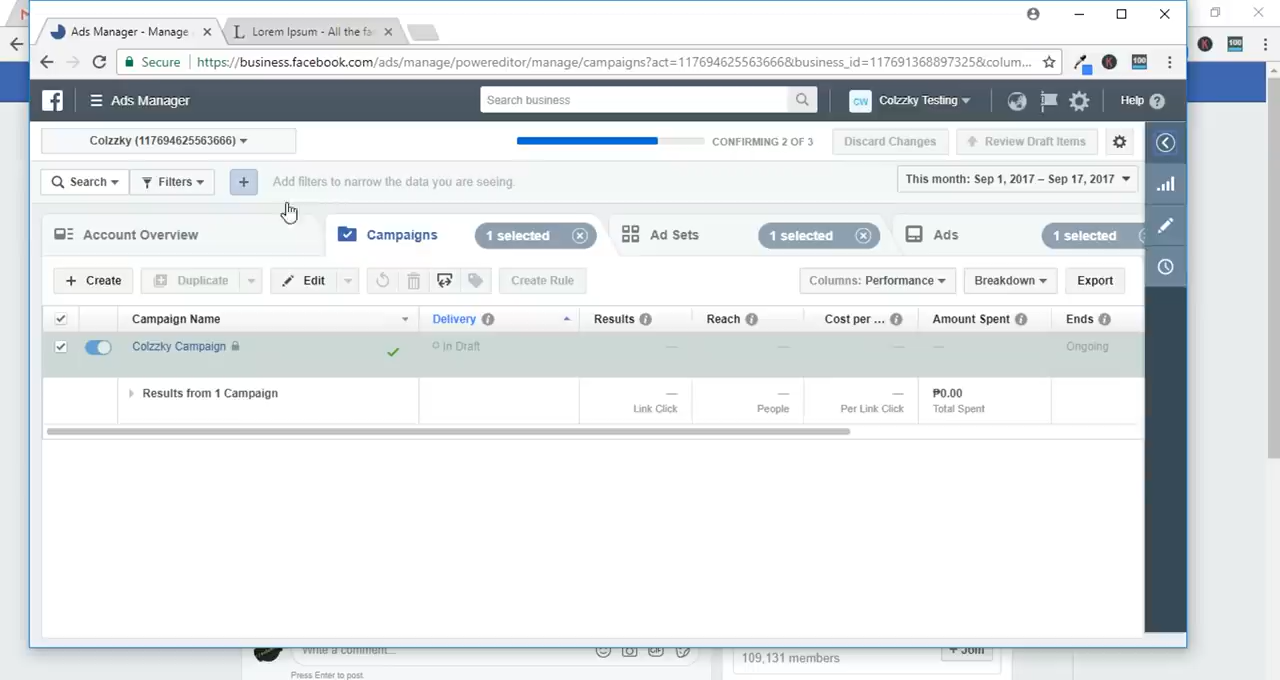 Ads Manager - Manage
Lorem Ipsum - All the fa
Secure
https://business.facebook.com/ads/manage/powereditor/manage/campaigns?act=117694625563666&business_id=117691368897325&colum...
100
100
Ads Manager
Search business
CW
Colzzky Testing
Help
Colzzky (117694625563666)
CONFIRMING 2 OF 3
Discard Changes
Review Draft Items
Search
Filters
+
Add filters to narrow the data you are seeing.
This month: Sep 1, 2017 – Sep 17, 2017
Account Overview
Campaigns
1 selected
Ad Sets
1 selected
Ads
1 selected
+ Create
Duplicate
Edit
Create Rule
Columns: Performance
Breakdown
Export
Campaign Name
Delivery
Results
Reach
Cost per ...
Amount Spent
Ends
Colzzky Campaign
In Draft
—
—
—
—
Ongoing
Results from 1 Campaign
—
Link Click
—
People
—
Per Link Click
₱0.00
Total Spent
Write a comment...
Press Enter to post.
109,131 members
+ Join